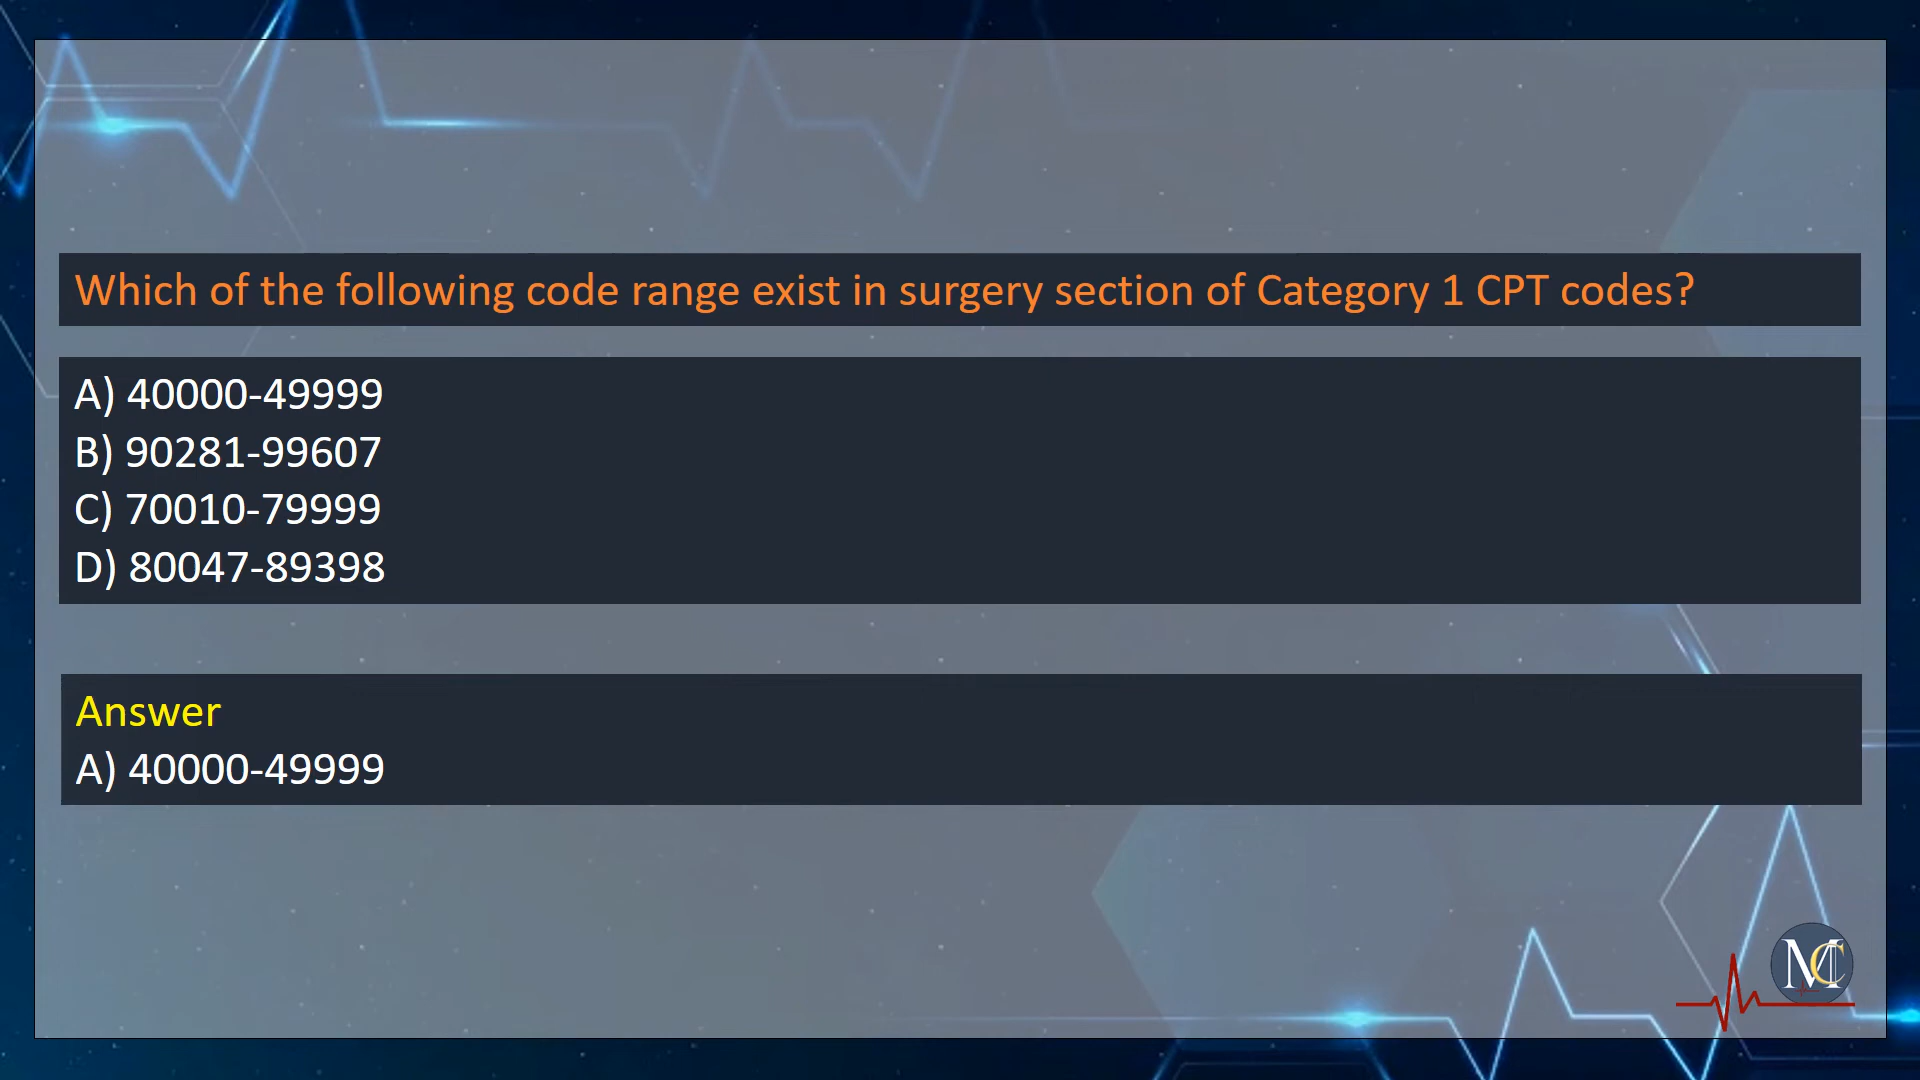 Which of the following code range exist in surgery section of Category 1 CPT codes?
A) 40000-49999
B) 90281-99607
C) 70010-79999
D) 80047-89398
Answer
A) 40000-49999
MC